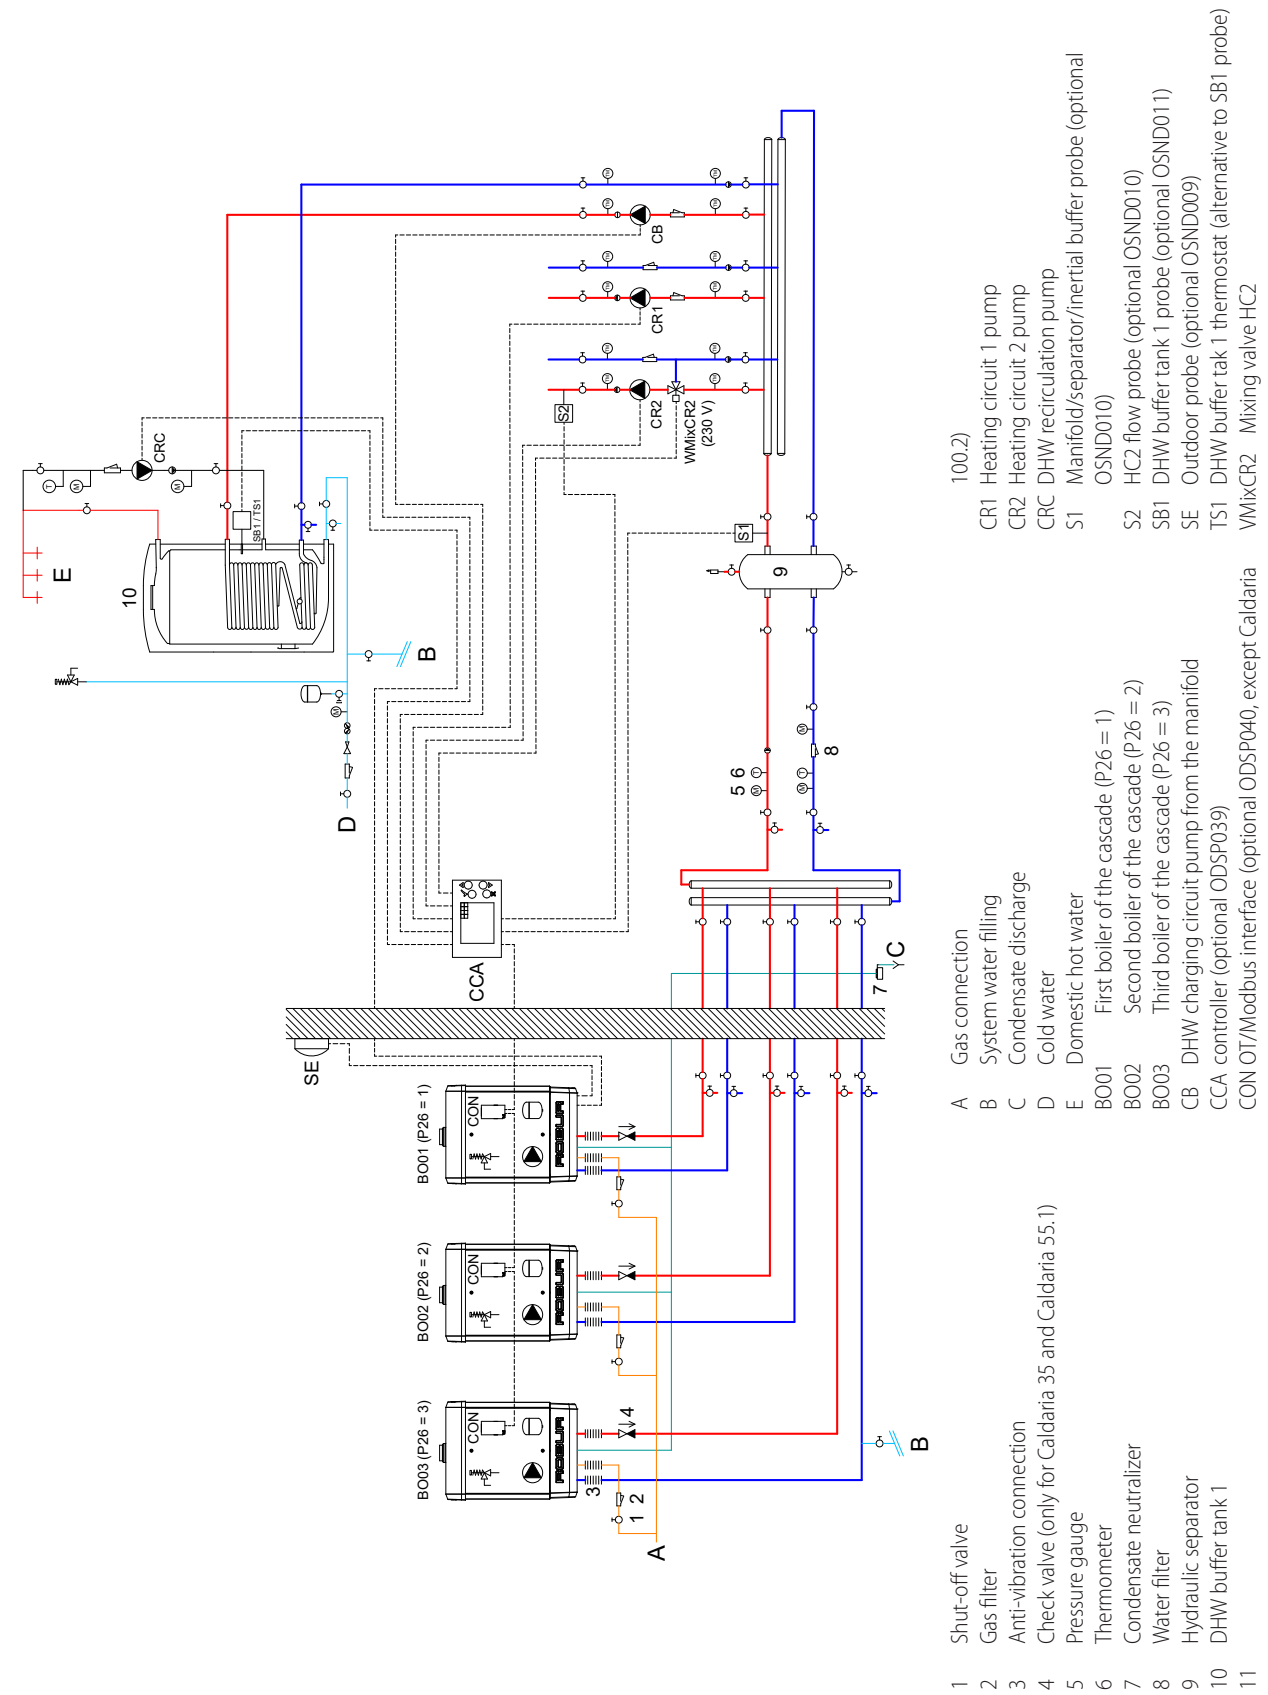 E
10
CRC
SB1 / TS1
SE
D
B
BO03 (P26 = 3)
BO02 (P26 = 2)
BO01 (P26 = 1)
CON
CON
CON
CCA
ROBUR
ROBUR
ROBUR
S2
3
4
1 2
CR2
CR1
CB
WMixCR2
(230 V)
A
5 6
S1
9
8
7
C
B
1 Shut-off valve
2 Gas filter
3 Anti-vibration connection
4 Check valve (only for Caldaria 35 and Caldaria 55.1)
5 Pressure gauge
6 Thermometer
7 Condensate neutralizer
8 Water filter
9 Hydraulic separator
10 DHW buffer tank 1
11
A Gas connection
B System water filling
C Condensate discharge
D Cold water
E Domestic hot water
BO01 First boiler of the cascade (P26 = 1)
BO02 Second boiler of the cascade (P26 = 2)
BO03 Third boiler of the cascade (P26 = 3)
CB DHW charging circuit pump from the manifold
CCA controller (optional ODSP039)
CON OT/Modbus interface (optional ODSP040, except Caldaria
100.2)
CR1 Heating circuit 1 pump
CR2 Heating circuit 2 pump
CRC DHW recirculation pump
S1 Manifold/separator/inertial buffer probe (optional
OSND010)
S2 HC2 flow probe (optional OSND010)
SB1 DHW buffer tank 1 probe (optional OSND011)
SE Outdoor probe (optional OSND009)
TS1 DHW buffer tak 1 thermostat (alternative to SB1 probe)
VMixCR2 Mixing valve HC2